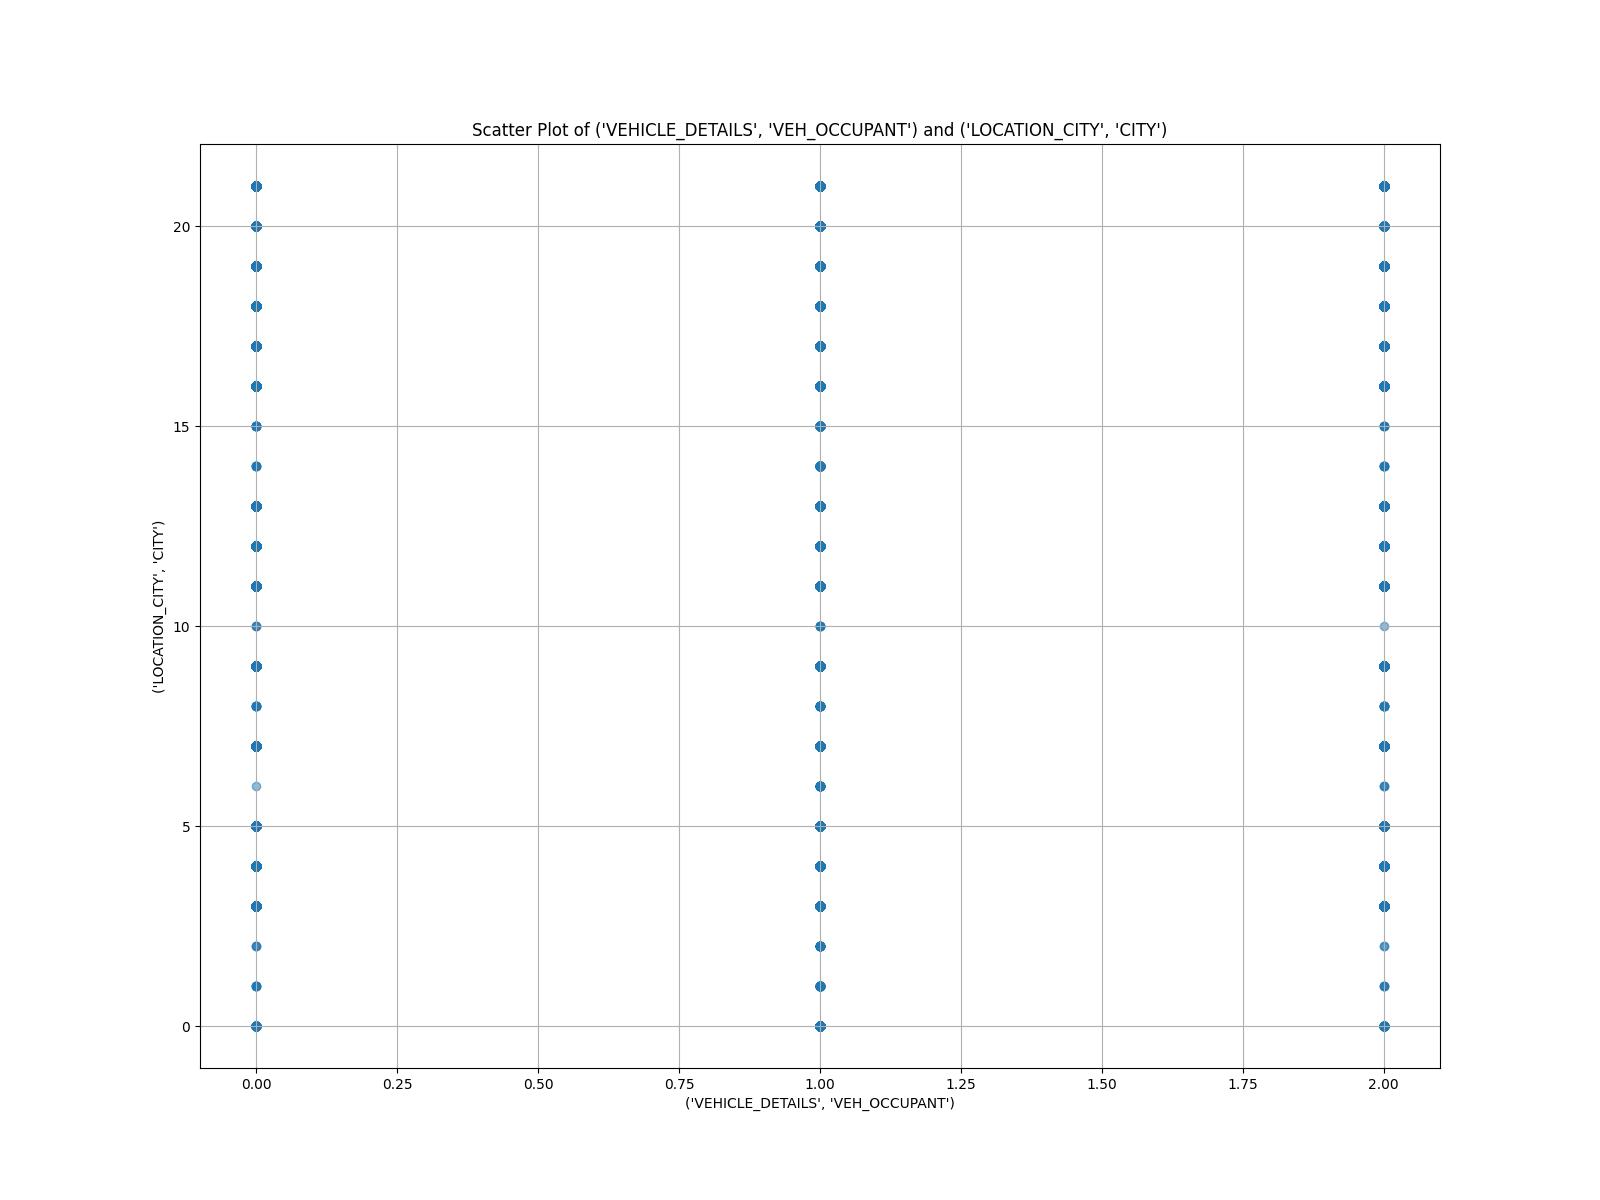 Scatter Plot of ('VEHICLE_DETAILS', 'VEH_OCCUPANT') and ('LOCATION_CITY', 'CITY')
('LOCATION_CITY', 'CITY')
20
15
10
5
0
0.00 0.25 0.50 0.75 1.00 1.25 1.50 1.75 2.00
('VEHICLE_DETAILS', 'VEH_OCCUPANT')